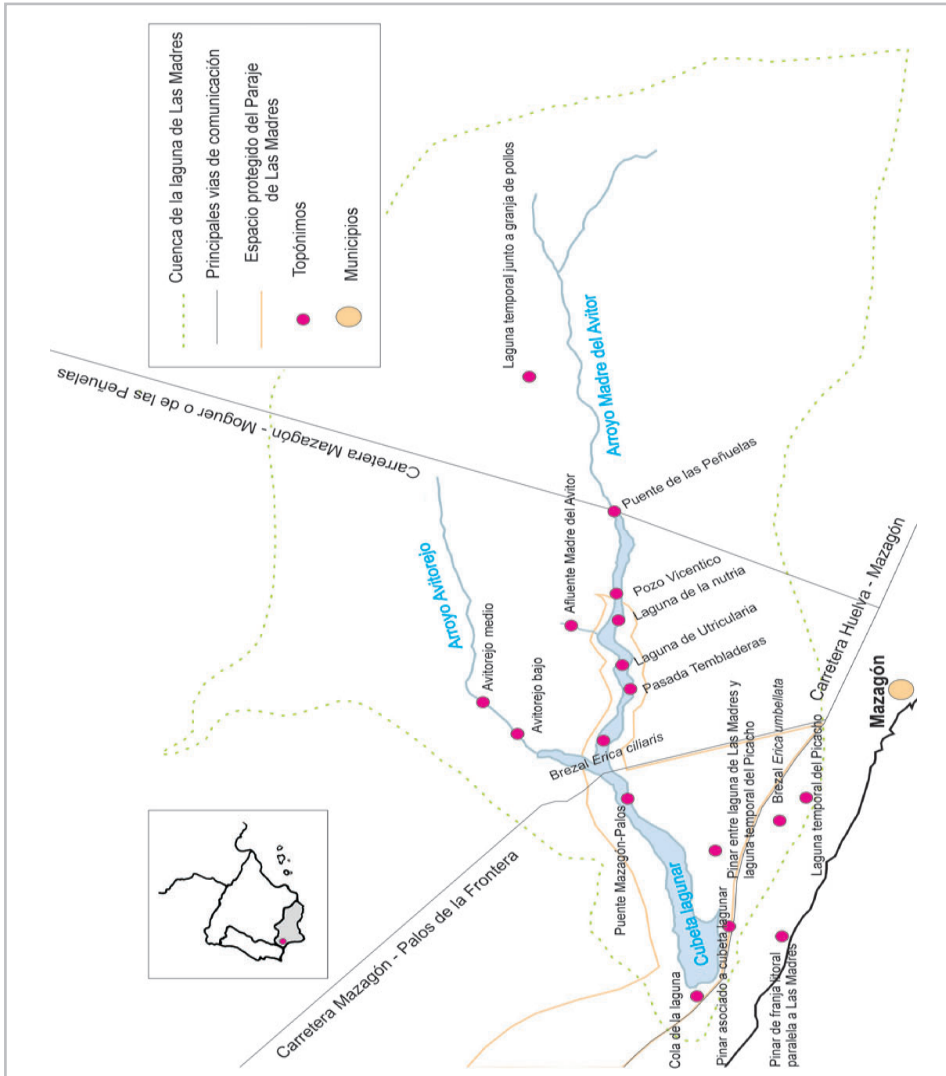 Cuenca de la laguna de Las Madres
Principales vías de comunicación
Espacio protegido del Paraje
de Las Madres
Topónimos
Municipios
Carretera Mazagón - Moguer o de las Peñuelas
Laguna temporal junto a granja de pollos
Arroyo Madre del Avitor
Puente de las Peñuelas
Arroyo Avitorejo
Afluente Madre del Avitor
Avitorejo medio
Avitorejo bajo
Pozo Vicentico
Laguna de la nutria
Laguna de Utricularia
Pasada Tembladeras
Brezal Erica ciliaris
Carretera Huelva - Mazagón
Mazagón
Carretera Mazagón - Palos de la Frontera
Puente Mazagón-Palos
Cubeta lagunar
Cola de la laguna
Pinar asociado a cubeta lagunar
Pinar entre laguna de Las Madres y
laguna temporal del Picacho
Brezal Erica umbellata
Laguna temporal del Picacho
Pinar de franja litoral
paralela a Las Madres